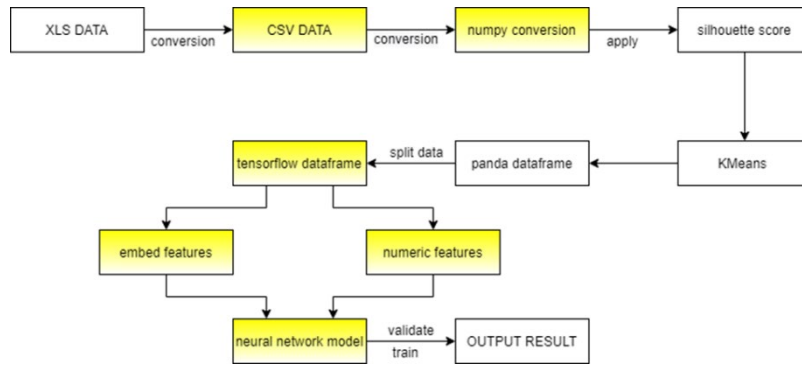 XLS DATA
conversion
CSV DATA
conversion
numpy conversion
apply
silhouette score
tensorflow dataframe
split data
panda dataframe
KMeans
embed features
numeric features
neural network model
validate
train
OUTPUT RESULT